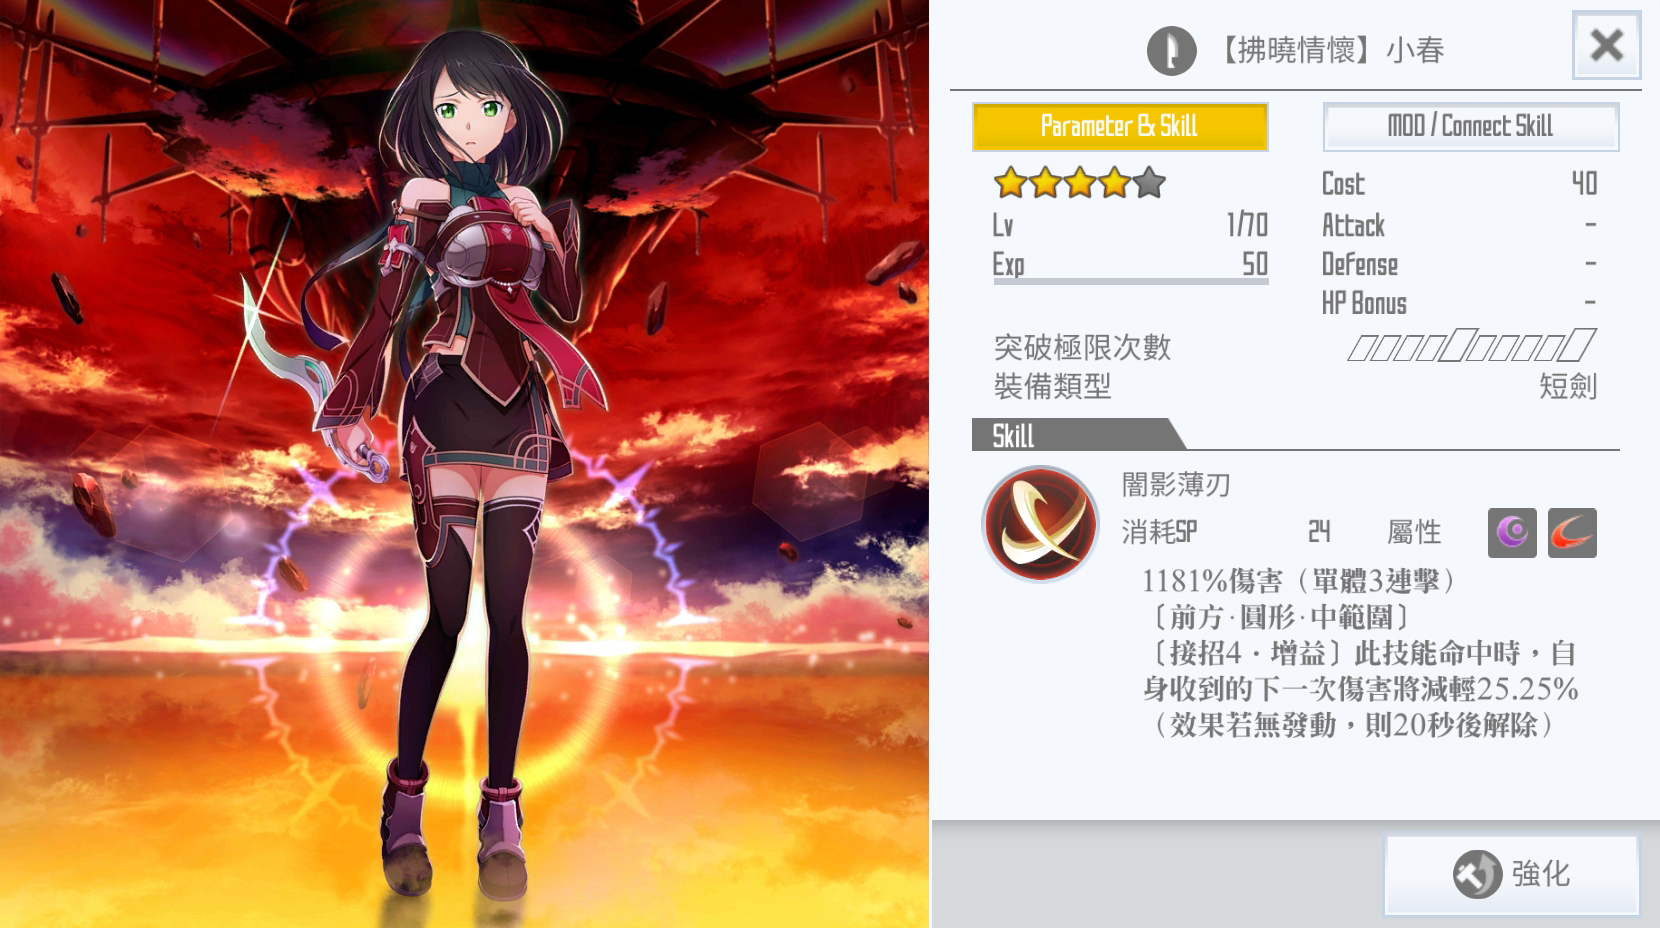 【拂曉情懷】小春
Parameter & Skill
MOD / Connect Skill
Lv 1/70
Exp 50
Cost 40
Attack -
Defense -
HP Bonus -
突破極限次數
裝備類型 短劍
Skill
闇影薄刃
消耗SP 24 屬性
1181%傷害（單體3連擊）
〔前方·圓形·中範圍〕
〔接招4·增益〕此技能命中時，自
身收到的下一次傷害將減輕25.25%
（效果若無發動，則20秒後解除）
強化